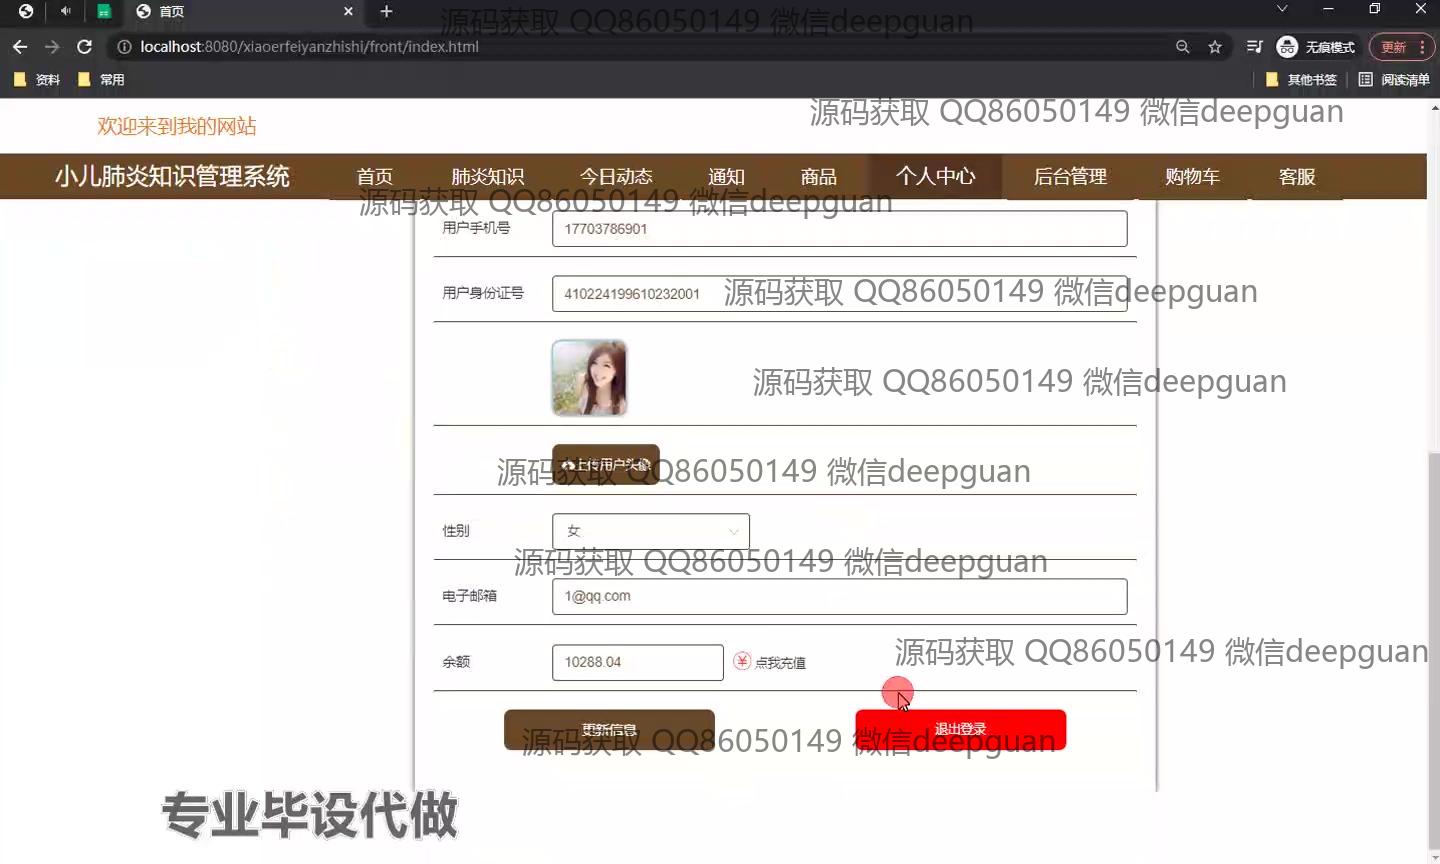 首页
源码获取 QQ86050149 微信deepguan
localhost:8080/xiaoerfeiyanzhishi/front/index.html
无痕模式
更新
资料
常用
其他书签
阅读清单
欢迎来到我的网站
源码获取 QQ86050149 微信deepguan
小儿肺炎知识管理系统
首页
肺炎知识
今日动态
通知
商品
个人中心
后台管理
购物车
客服
源码获取 QQ86050149 微信deepguan
用户手机号
17703786901
用户身份证号
410224199610232001
源码获取 QQ86050149 微信deepguan
源码获取 QQ86050149 微信deepguan
上传用户头像
源码获取 QQ86050149 微信deepguan
性别
女
源码获取 QQ86050149 微信deepguan
电子邮箱
1@qq.com
余额
10288.04
¥点我充值
源码获取 QQ86050149 微信deepguan
更新信息
退出登录
源码获取 QQ86050149 微信deepguan
专业毕设代做